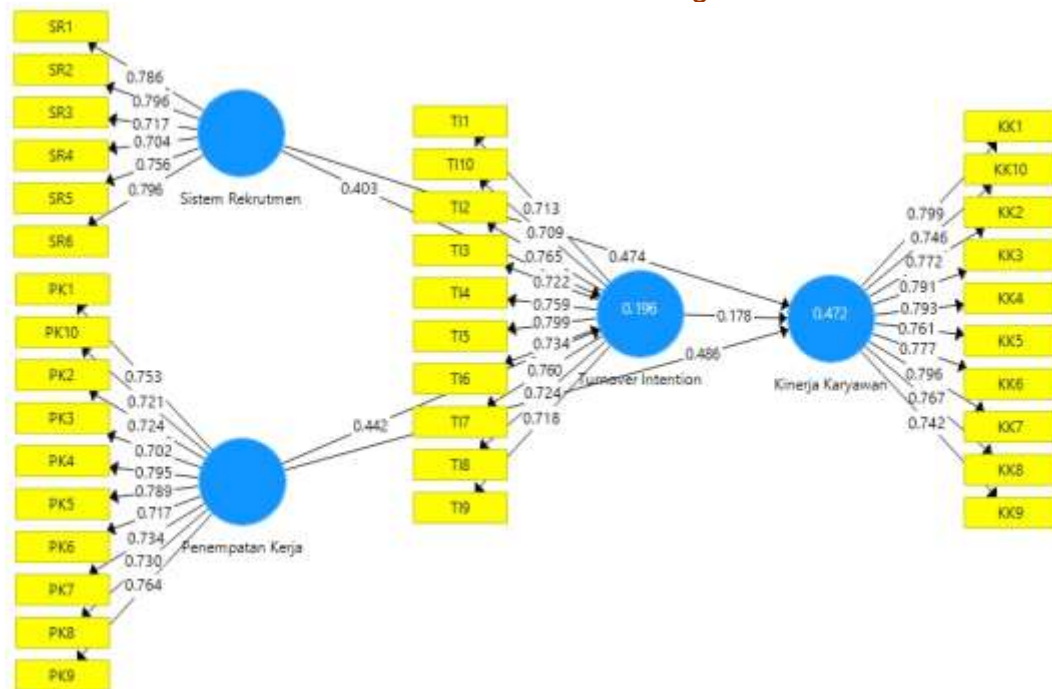 SR1
SR2
SR3
SR4
SR5
SR6
0.786
0.796
0.717
0.704
0.756
0.796
Sistem Rekrutmen
PK1
PK10
PK2
PK3
PK4
PK5
PK6
PK7
PK8
PK9
0.753
0.721
0.724
0.702
0.795
0.789
0.717
0.734
0.730
0.764
Penempatan Kerja
0.403
0.474
0.442
0.486
0.178
TI1
TI10
TI2
TI3
TI4
TI5
TI6
TI7
TI8
TI9
0.713
0.709
0.765
0.722
0.759
0.799
0.734
0.760
0.724
0.718
0.196
Turnover Intention
0.472
Kinerja Karyawan
0.799
0.746
0.772
0.791
0.793
0.761
0.777
0.796
0.767
0.742
KK1
KK10
KK2
KK3
KK4
KK5
KK6
KK7
KK8
KK9